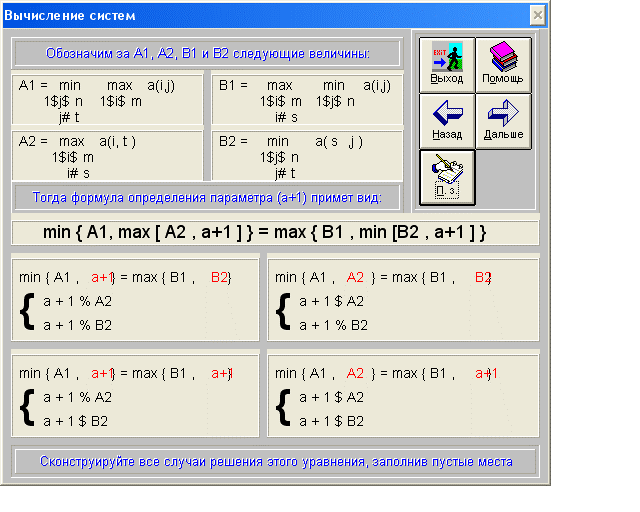 Вычисление систем
Обозначим за A1, A2, B1 и B2 следующие величины:
A1 = min max a(i,j)
1$j$ n 1$i$ m
j# t
B1 = max min a(i,j)
1$i$ m 1$j$ n
i# s
A2 = max a(i, t )
1$i$ m
i# s
B2 = min a( s j )
1$j$ n
j# t
Тогда формула определения параметра (a+1) примет вид:
min { A1, max [ A2 , a+1 ] } = max { B1 , min [B2 , a+1 ] }
min { A1 , a+1} = max { B1 , B2}
{ a + 1 % A2
a + 1 % B2
min { A1 , A2 } = max { B1 , B2}
{ a + 1 $ A2
a + 1 % B2
min { A1 , a+1} = max { B1 , a+1}
{ a + 1 % A2
a + 1 $ B2
min { A1 , A2 } = max { B1 , a+1}
{ a + 1 $ A2
a + 1 $ B2
Сконструируйте все случаи решения этого уравнения, заполнив пустые места
EXIT
Выход
Помощь
Назад
Дальше
П. з.